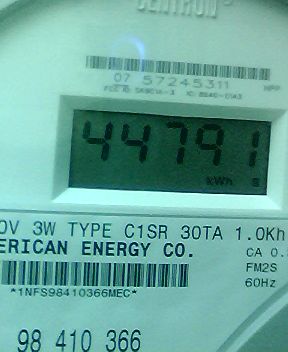 CENTRON
07 57245311
44791
kWh
0V 3W TYPE C1SR 30TA 1.0Kh
ERICAN ENERGY CO.
CA 0.
FM2S
*1NFS98410366MEC*
60Hz
98 410 366